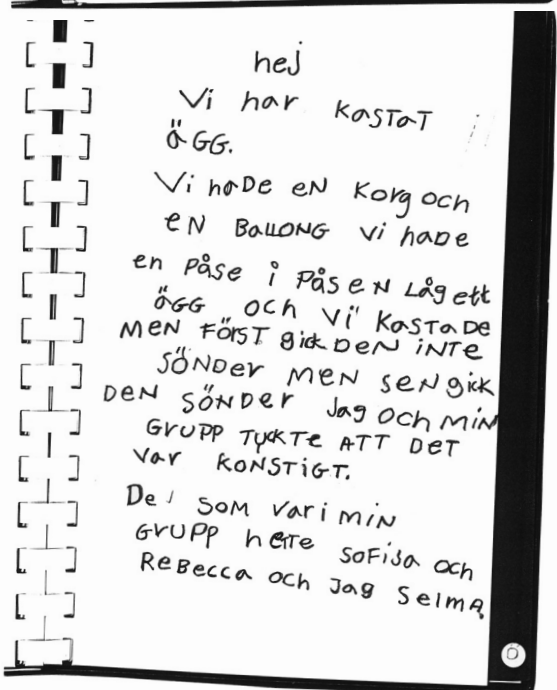 hej
Vi har KaSTaT
äGG.
Vi haDe eN Korg och
eN BaLLONG Vi haDe
en Påse i PåSeN Låg ett
äGG och Vi KaSTaDe
MeN FÖrST gick DeN iNTe
SÖNDer MeN SeN gick
DeN SÖNDer Jag och MiN
GruPP TyckTe ATT DeT
Var KONSTiGT.
De SOM Var i MiN
GruPP heTTe SoFiJa och
ReBecca och Jag Selma.
Ö